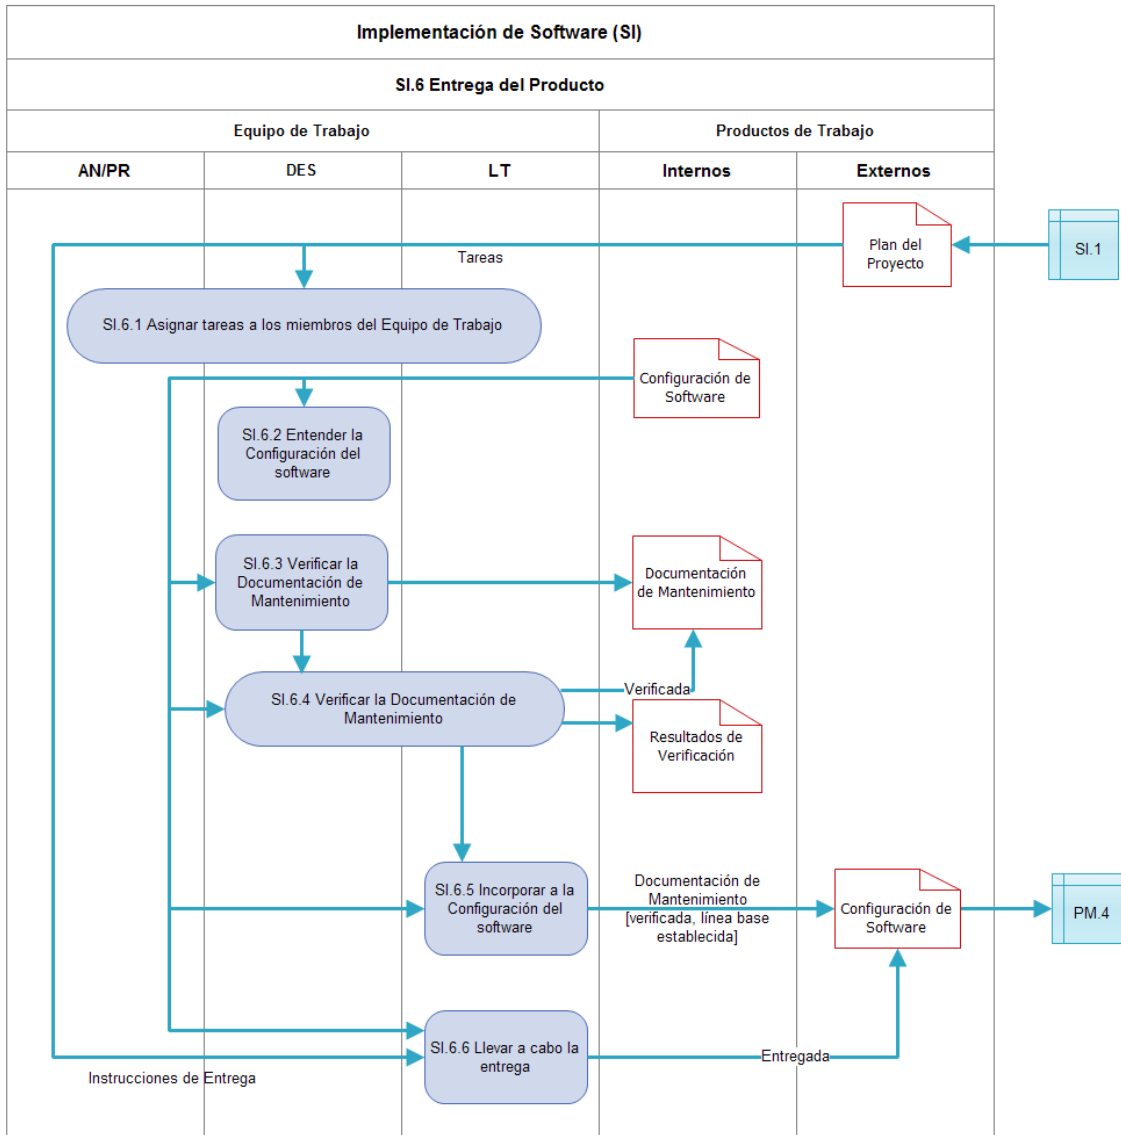 Implementación de Software (SI)
SI.6 Entrega del Producto
Equipo de Trabajo
Productos de Trabajo
AN/PR
DES
LT
Internos
Externos
Plan del
Proyecto
SI.1
Tareas
SI.6.1 Asignar tareas a los miembros del Equipo de Trabajo
Configuración de
Software
SI.6.2 Entender la
Configuración del
software
SI.6.3 Verificar la
Documentación de
Mantenimiento
Documentación
de Mantenimiento
SI.6.4 Verificar la Documentación de
Mantenimiento
Verificada
Resultados de
Verificación
SI.6.5 Incorporar a la
Configuración del
software
Documentación de
Mantenimiento
[verificada, línea base
establecida]
Configuración de
Software
PM.4
SI.6.6 Llevar a cabo la
entrega
Entregada
Instrucciones de Entrega